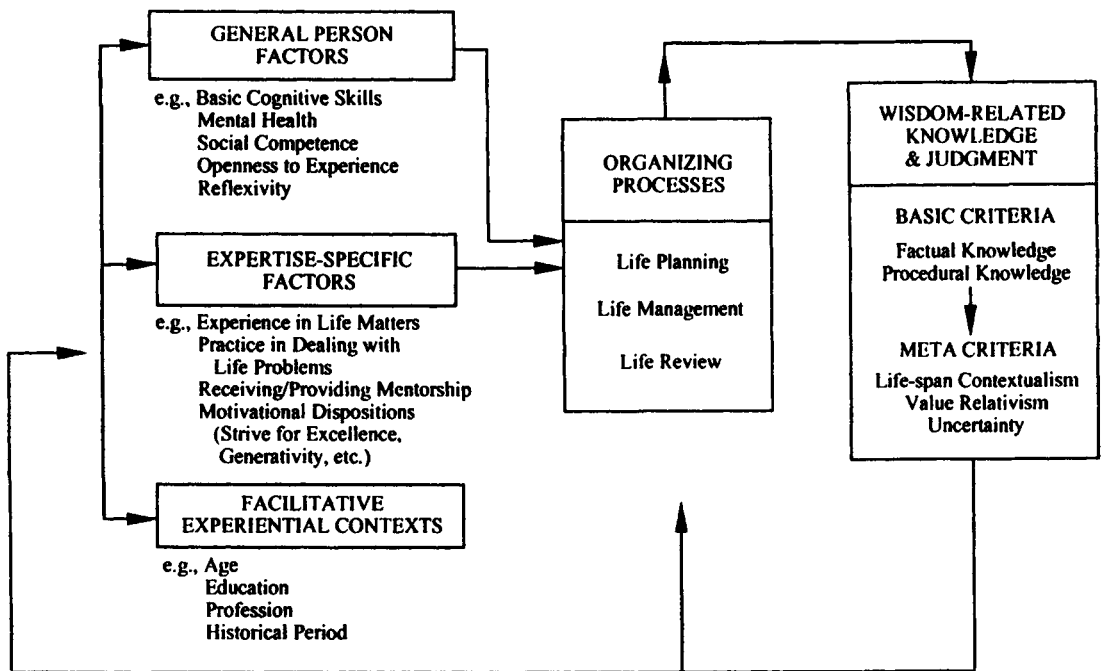 GENERAL PERSON
FACTORS
e.g., Basic Cognitive Skills
Mental Health
Social Competence
Openness to Experience
Reflexivity
EXPERTISE-SPECIFIC
FACTORS
e.g., Experience in Life Matters
Practice in Dealing with
Life Problems
Receiving/Providing Mentorship
Motivational Dispositions
(Strive for Excellence,
Generativity, etc.)
FACILITATIVE
EXPERIENTIAL CONTEXTS
e.g., Age
Education
Profession
Historical Period
ORGANIZING
PROCESSES
Life Planning
Life Management
Life Review
WISDOM-RELATED
KNOWLEDGE
& JUDGMENT
BASIC CRITERIA
Factual Knowledge
Procedural Knowledge
META CRITERIA
Life-span Contextualism
Value Relativism
Uncertainty